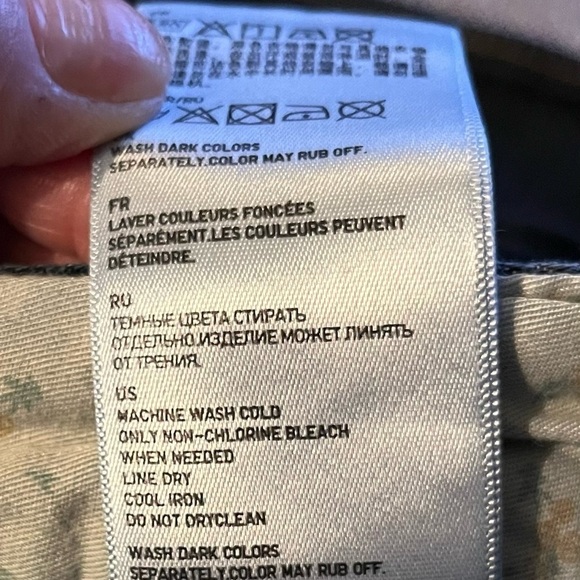 WASH DARK COLORS
SEPARATELY.COLOR MAY RUB OFF.
FR
LAVER COULEURS FONCÉES
SÉPARÉMENT.LES COULEURS PEUVENT
DÉTEINDRE.
RU
ТЕМНЫЕ ЦВЕТА СТИРАТЬ
ОТДЕЛЬНО.ИЗДЕЛИЕ МОЖЕТ ЛИНЯТЬ
ОТ ТРЕНИЯ.
US
MACHINE WASH COLD
ONLY NON-CHLORINE BLEACH
WHEN NEEDED
LINE DRY
COOL IRON
DO NOT DRYCLEAN
WASH DARK COLORS
SEPARATELY.COLOR MAY RUB OFF.